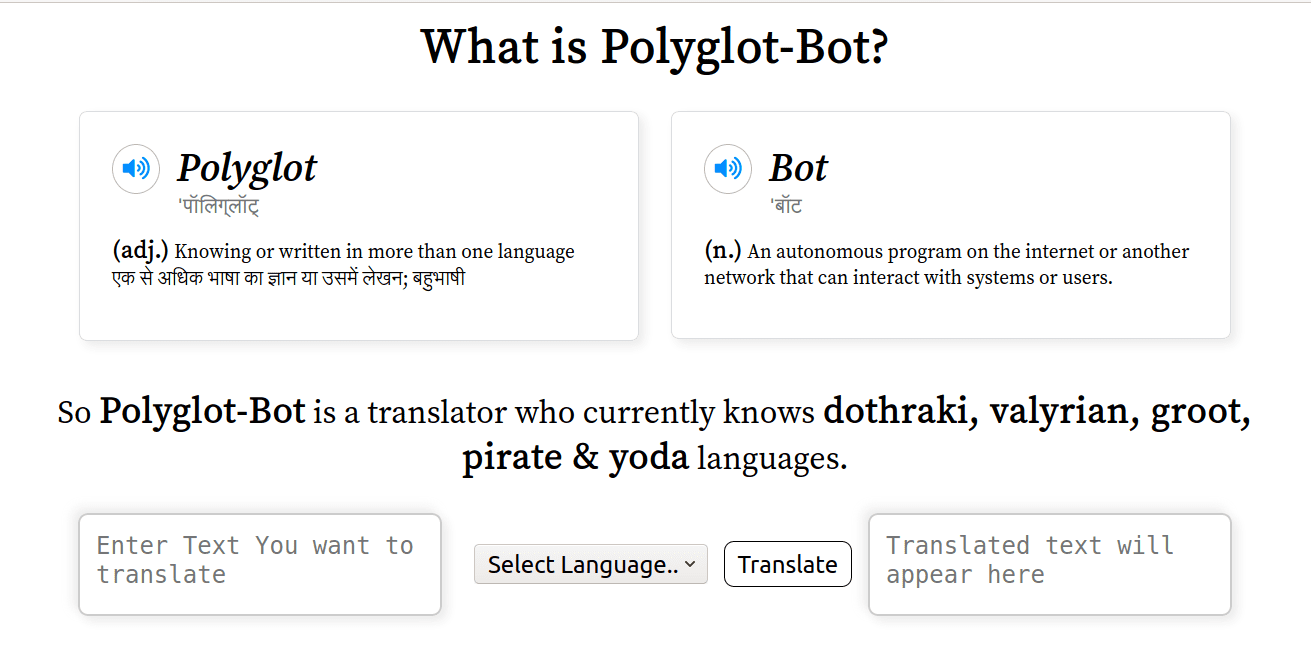 What is Polyglot-Bot?
Polyglot
'पॉलिग्लॉट्
(adj.) Knowing or written in more than one language
एक से अधिक भाषा का ज्ञान या उसमें लेखन; बहुभाषी
Bot
'बॉट
(n.) An autonomous program on the internet or another
network that can interact with systems or users.
So Polyglot-Bot is a translator who currently knows dothraki, valyrian, groot,
pirate & yoda languages.
Enter Text You want to
translate
Select Language..
Translate
Translated text will
appear here